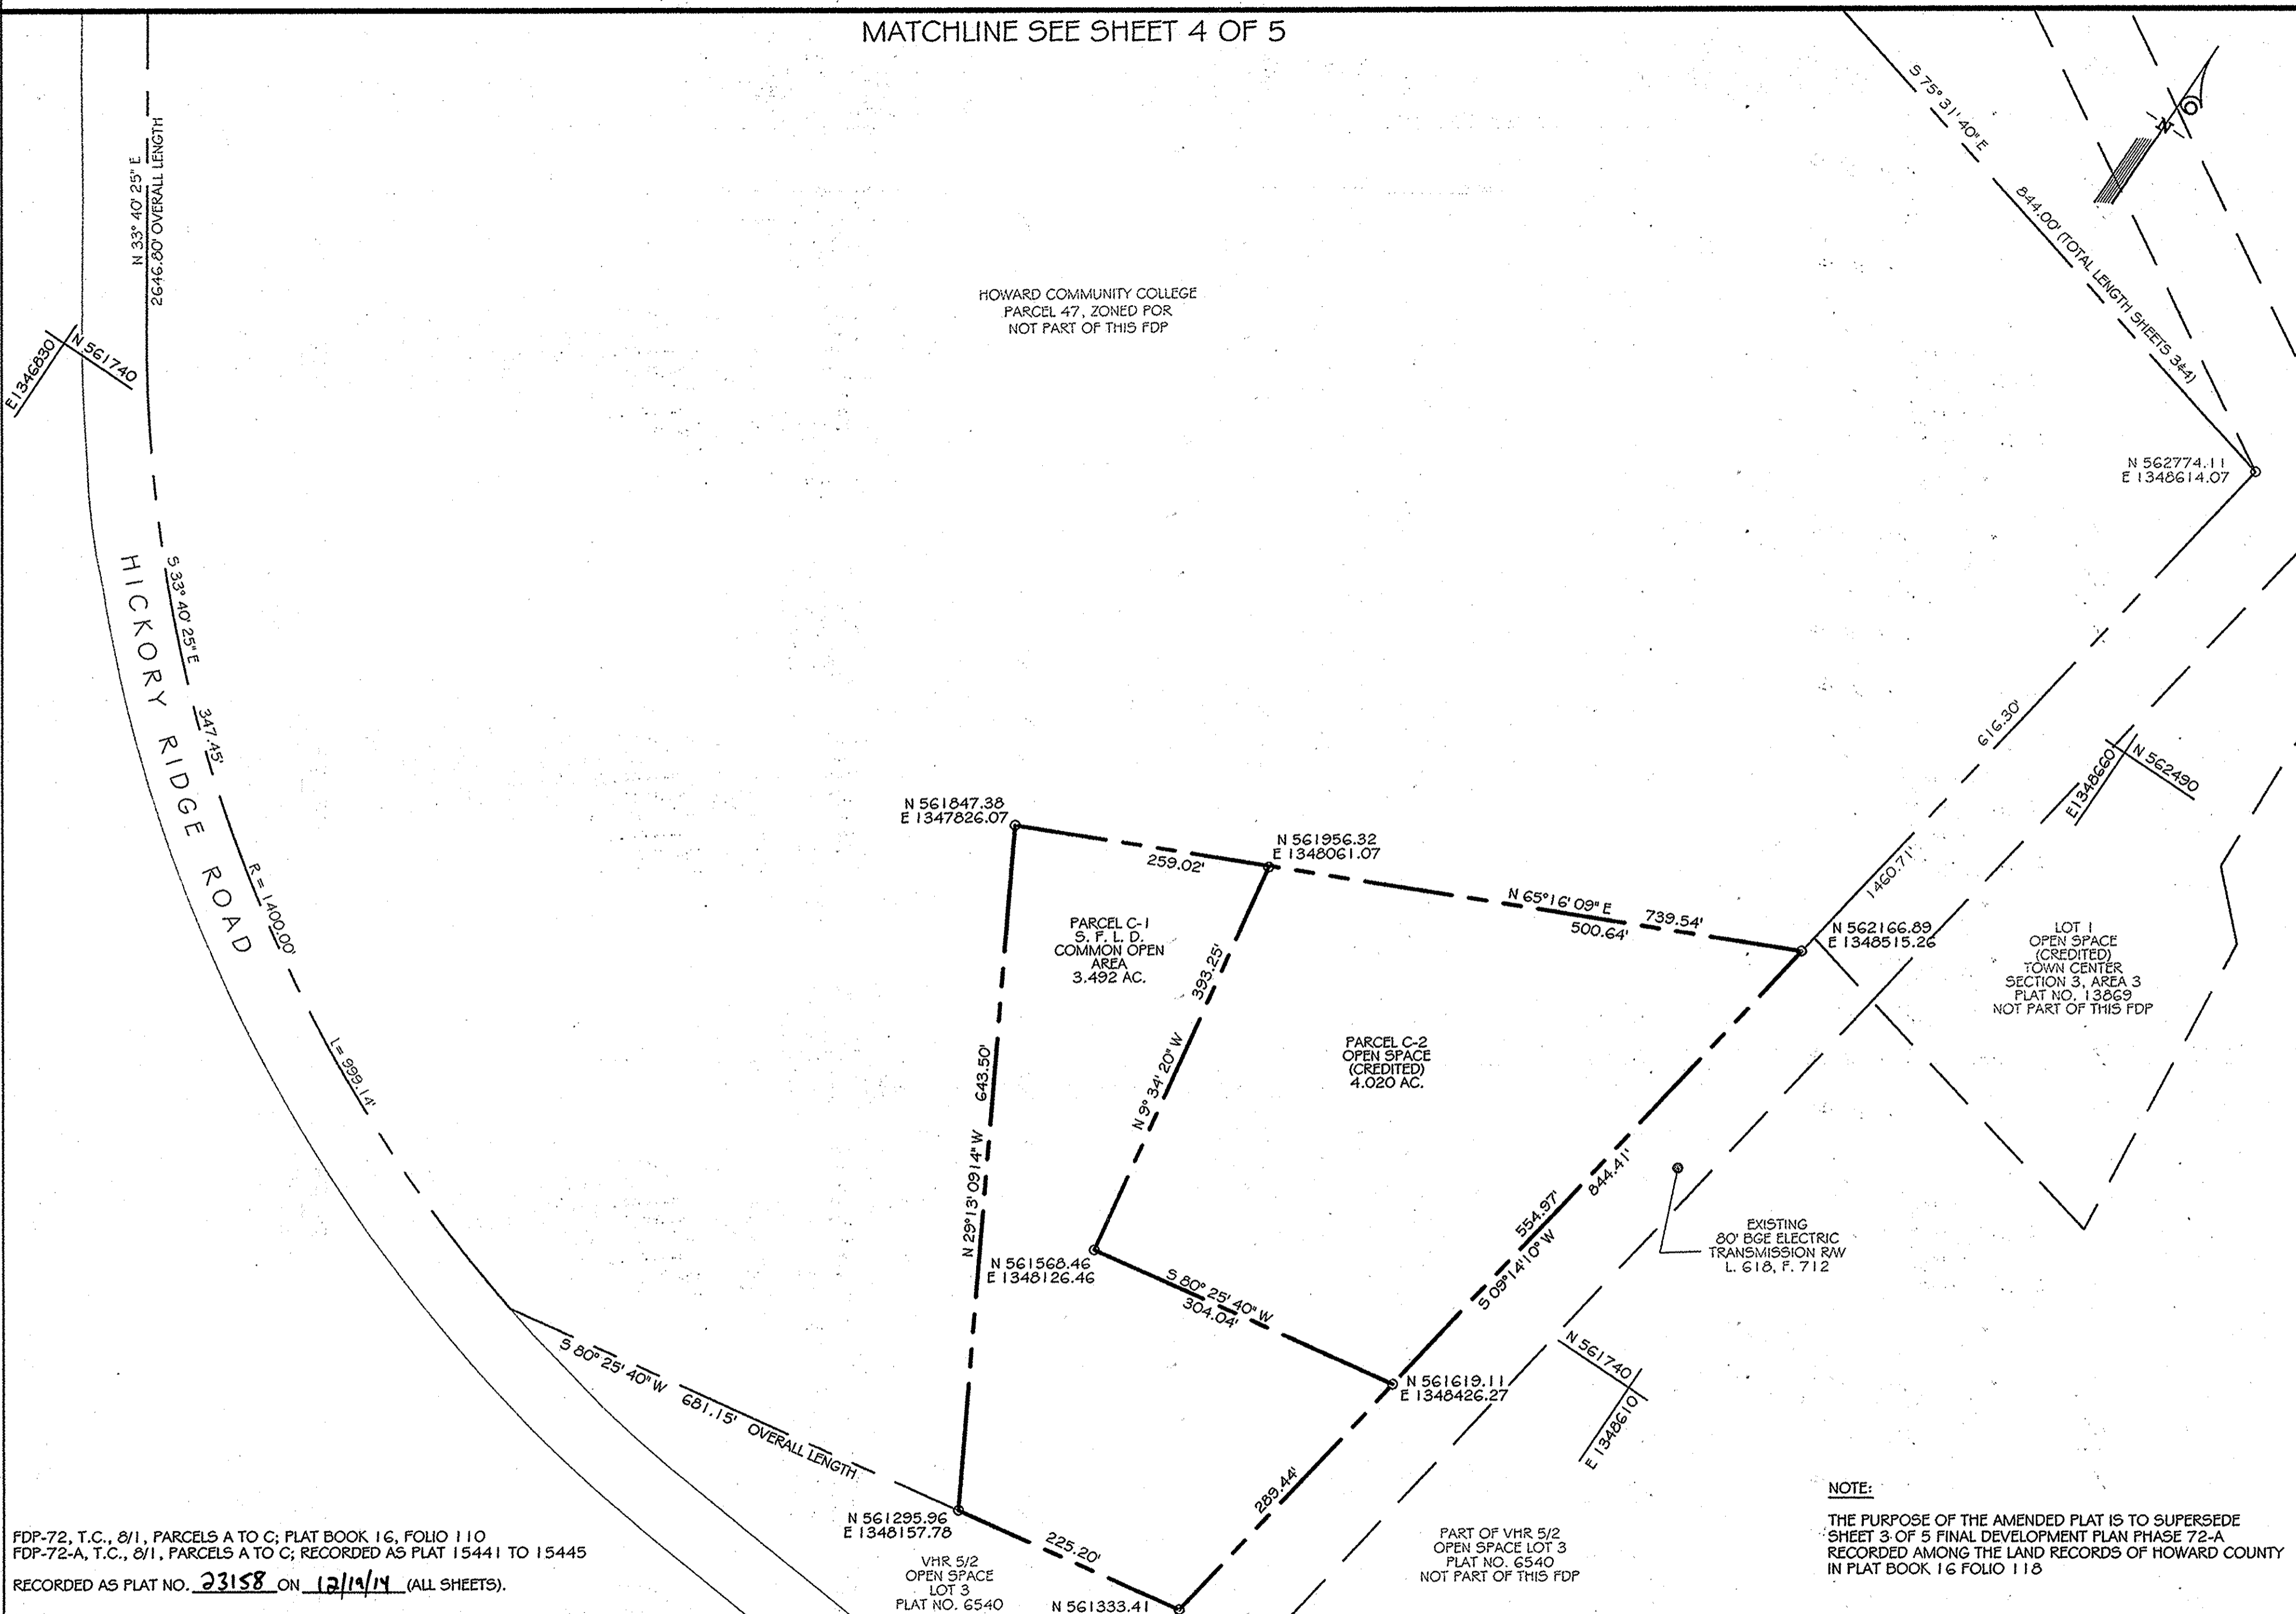 MATCHLINE SEE SHEET 4 OF 5
N 33° 40' 25" E
2646.80' OVERALL LENGTH
S 75° 31' 40" E
844.00' (TOTAL LENGTH SHEETS 3&4)
N
HOWARD COMMUNITY COLLEGE
PARCEL 47, ZONED POR
NOT PART OF THIS FDP
E1346830
N 561740
N 562774.11
E 1348614.07
HICKORY RIDGE ROAD
S 33° 40' 25" E
347.45'
R = 1400.00'
L= 999.14'
616.30'
1460.71'
E1348660
N 562490
N 561847.38
E 1347826.07
259.02'
N 561956.32
E 1348061.07
N 65°16' 09" E
739.54'
500.64'
N 562166.89
E 1348515.26
PARCEL C-1
S. F. L. D.
COMMON OPEN
AREA
3.492 AC.
393.25'
N 9° 34' 20" W
643.50'
N 29°13' 0914" W
PARCEL C-2
OPEN SPACE
(CREDITED)
4.020 AC.
LOT 1
OPEN SPACE
(CREDITED)
TOWN CENTER
SECTION 3, AREA 3
PLAT NO. 13869
NOT PART OF THIS FDP
554.97'
844.41'
S 09°14'10" W
EXISTING
80' BGE ELECTRIC
TRANSMISSION R/W
L. 618, F. 712
N 561568.46
E 1348126.46
S 80° 25' 40" W
304.04'
N 561619.11
E 1348426.27
N 561740
E 1348610
S 80° 25' 40" W
681.15' OVERALL LENGTH
289.44'
N 561295.96
E 1348157.78
225.20'
VHR 5/2
OPEN SPACE
LOT 3
PLAT NO. 6540
N 561333.41
PART OF VHR 5/2
OPEN SPACE LOT 3
PLAT NO. 6540
NOT PART OF THIS FDP
FDP-72, T.C., 8/1, PARCELS A TO C; PLAT BOOK 16, FOLIO 110
FDP-72-A, T.C., 8/1, PARCELS A TO C; RECORDED AS PLAT 15441 TO 15445
RECORDED AS PLAT NO. 23158 ON 12/19/14 (ALL SHEETS).
NOTE:
THE PURPOSE OF THE AMENDED PLAT IS TO SUPERSEDE
SHEET 3 OF 5 FINAL DEVELOPMENT PLAN PHASE 72-A
RECORDED AMONG THE LAND RECORDS OF HOWARD COUNTY
IN PLAT BOOK 16 FOLIO 118